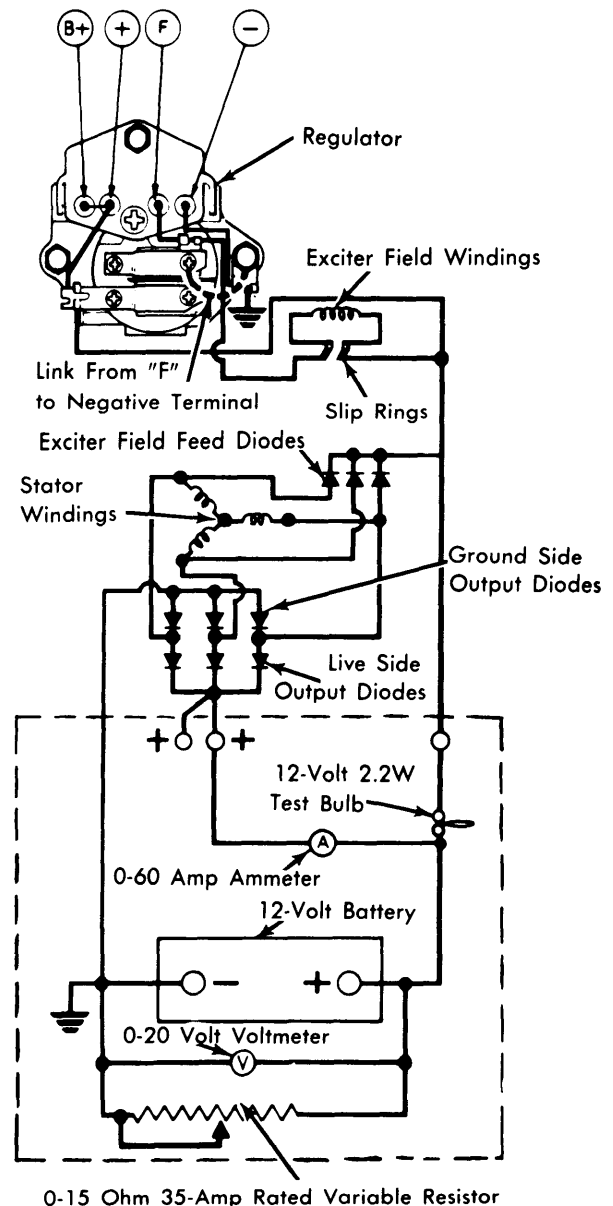 B+ + F −
Regulator
Exciter Field Windings
Link From "F"
to Negative Terminal
Slip Rings
Exciter Field Feed Diodes
Stator
Windings
Ground Side
Output Diodes
Live Side
Output Diodes
+ +
12-Volt 2.2W
Test Bulb
A
0-60 Amp Ammeter
12-Volt Battery
− +
0-20 Volt Voltmeter
V
0-15 Ohm 35-Amp Rated Variable Resistor